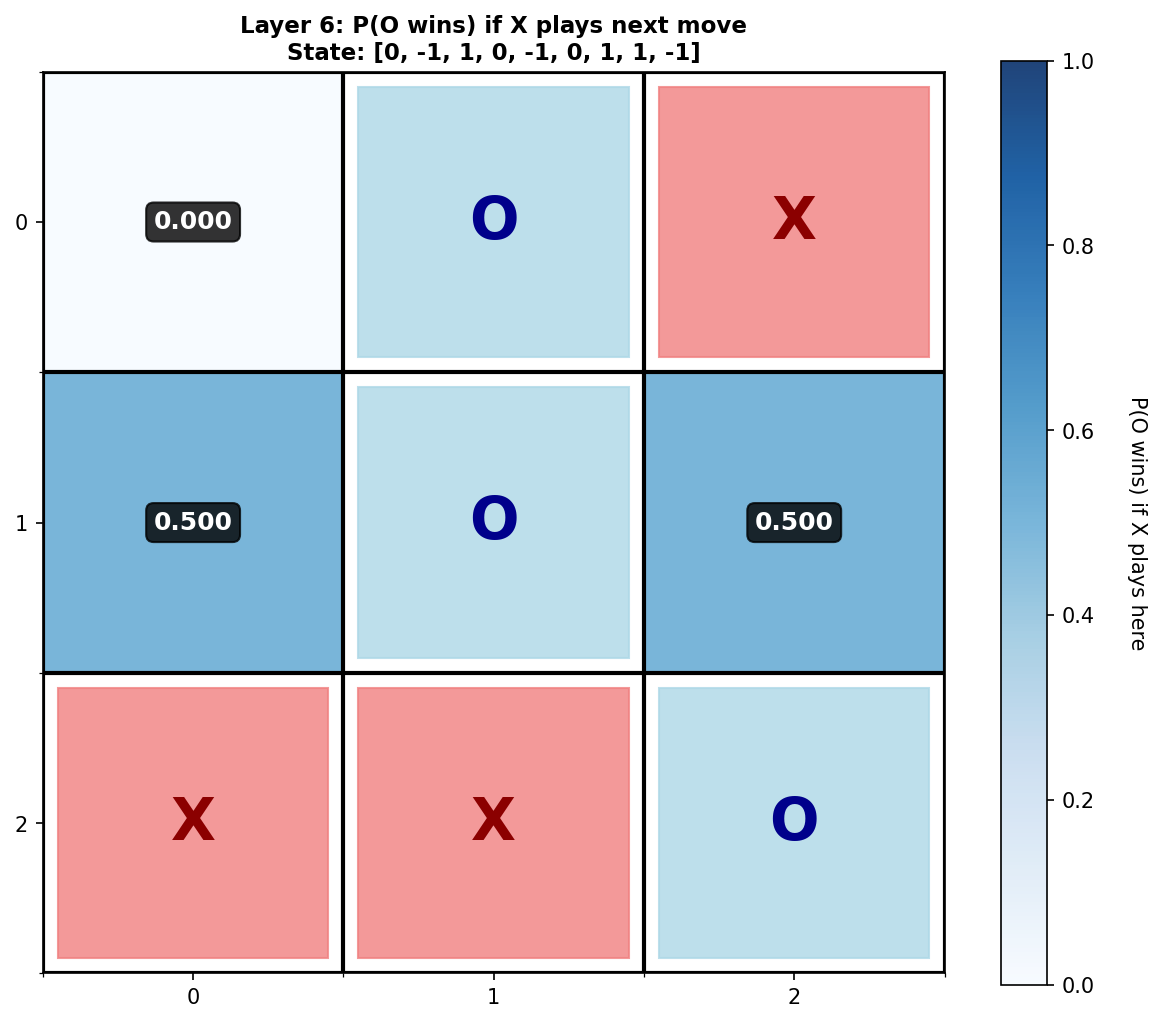 Layer 6: P(O wins) if X plays next move
State: [0, -1, 1, 0, -1, 0, 1, 1, -1]
0
0.000
O
X
1
0.500
O
0.500
2
X
X
O
0
1
2
1.0
0.8
0.6
0.4
0.2
0.0
P(O wins) if X plays here